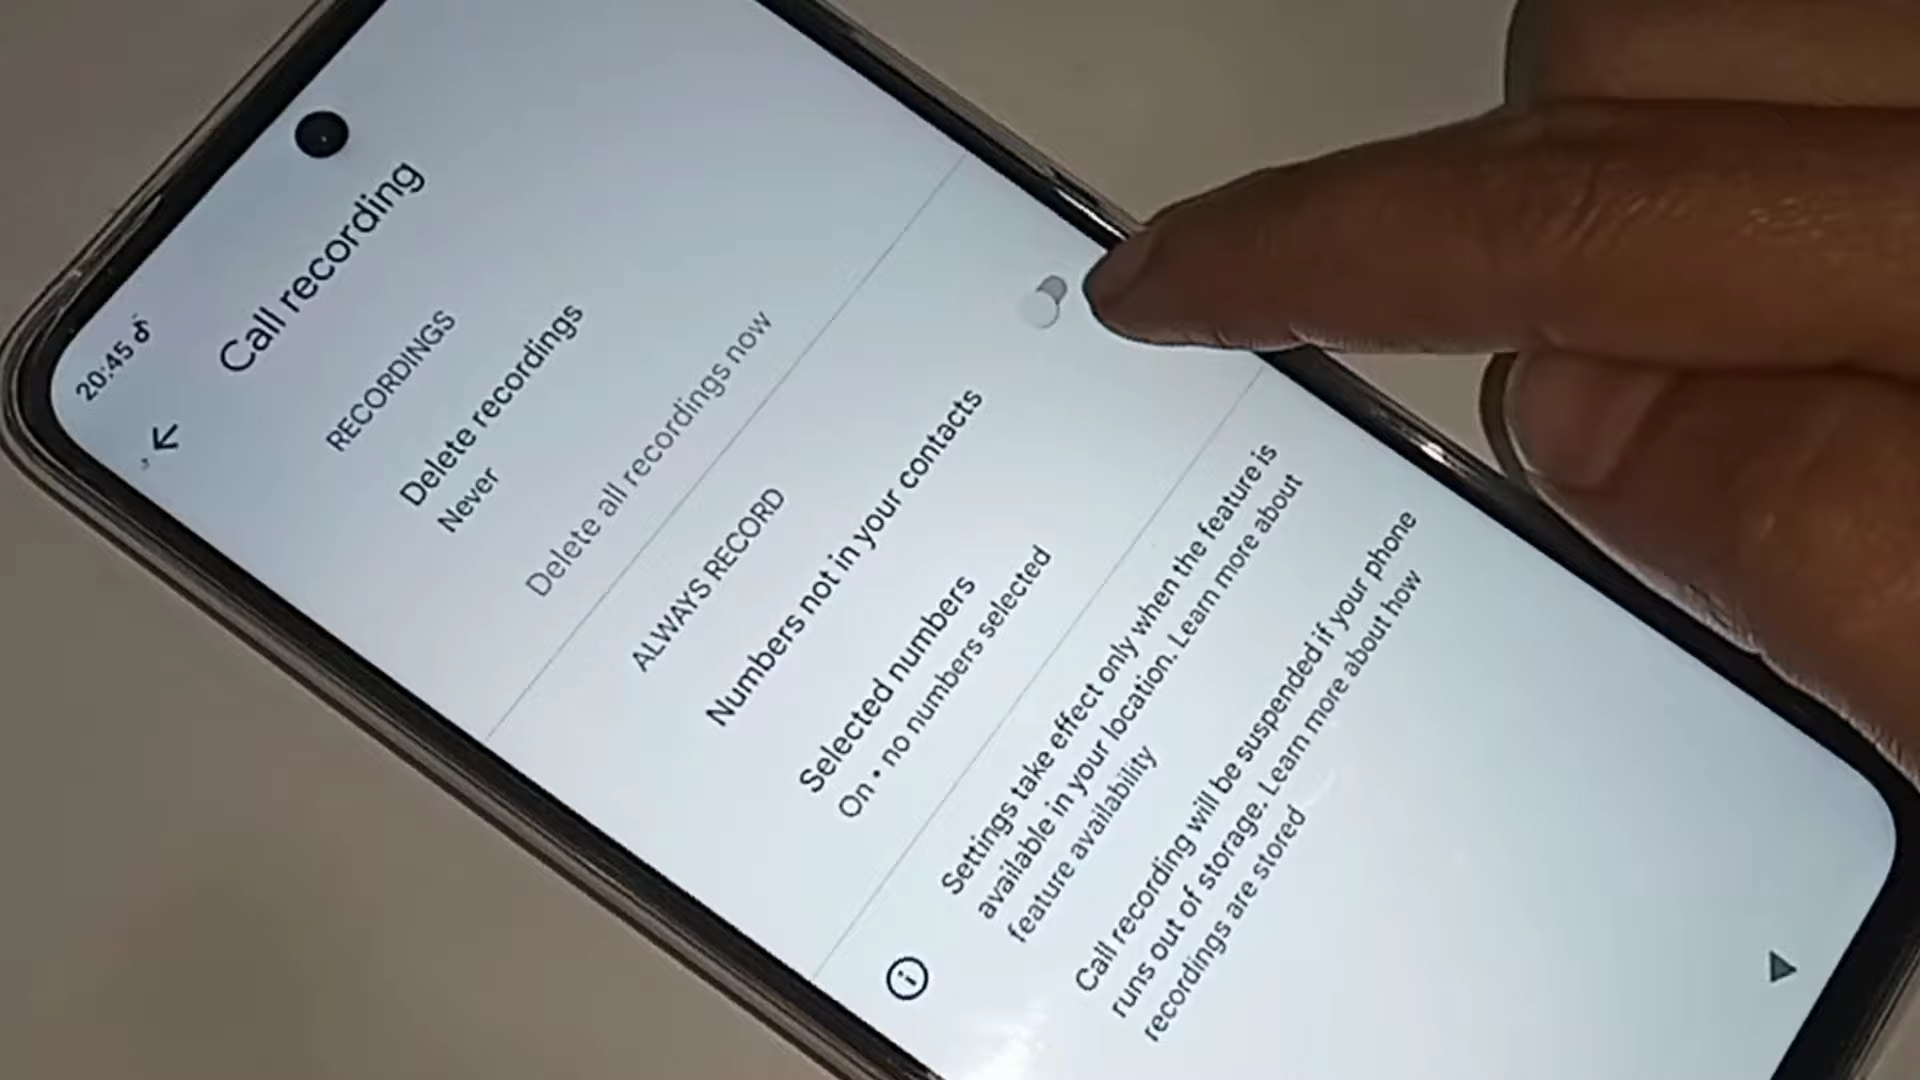 20:45
Call recording
RECORDINGS
Delete recordings
Never
Delete all recordings now
ALWAYS RECORD
Numbers not in your contacts
Selected numbers
On • no numbers selected
Settings take effect only when the feature is
available in your location. Learn more about
feature availability
Call recording will be suspended if your phone
runs out of storage. Learn more about how
recordings are stored